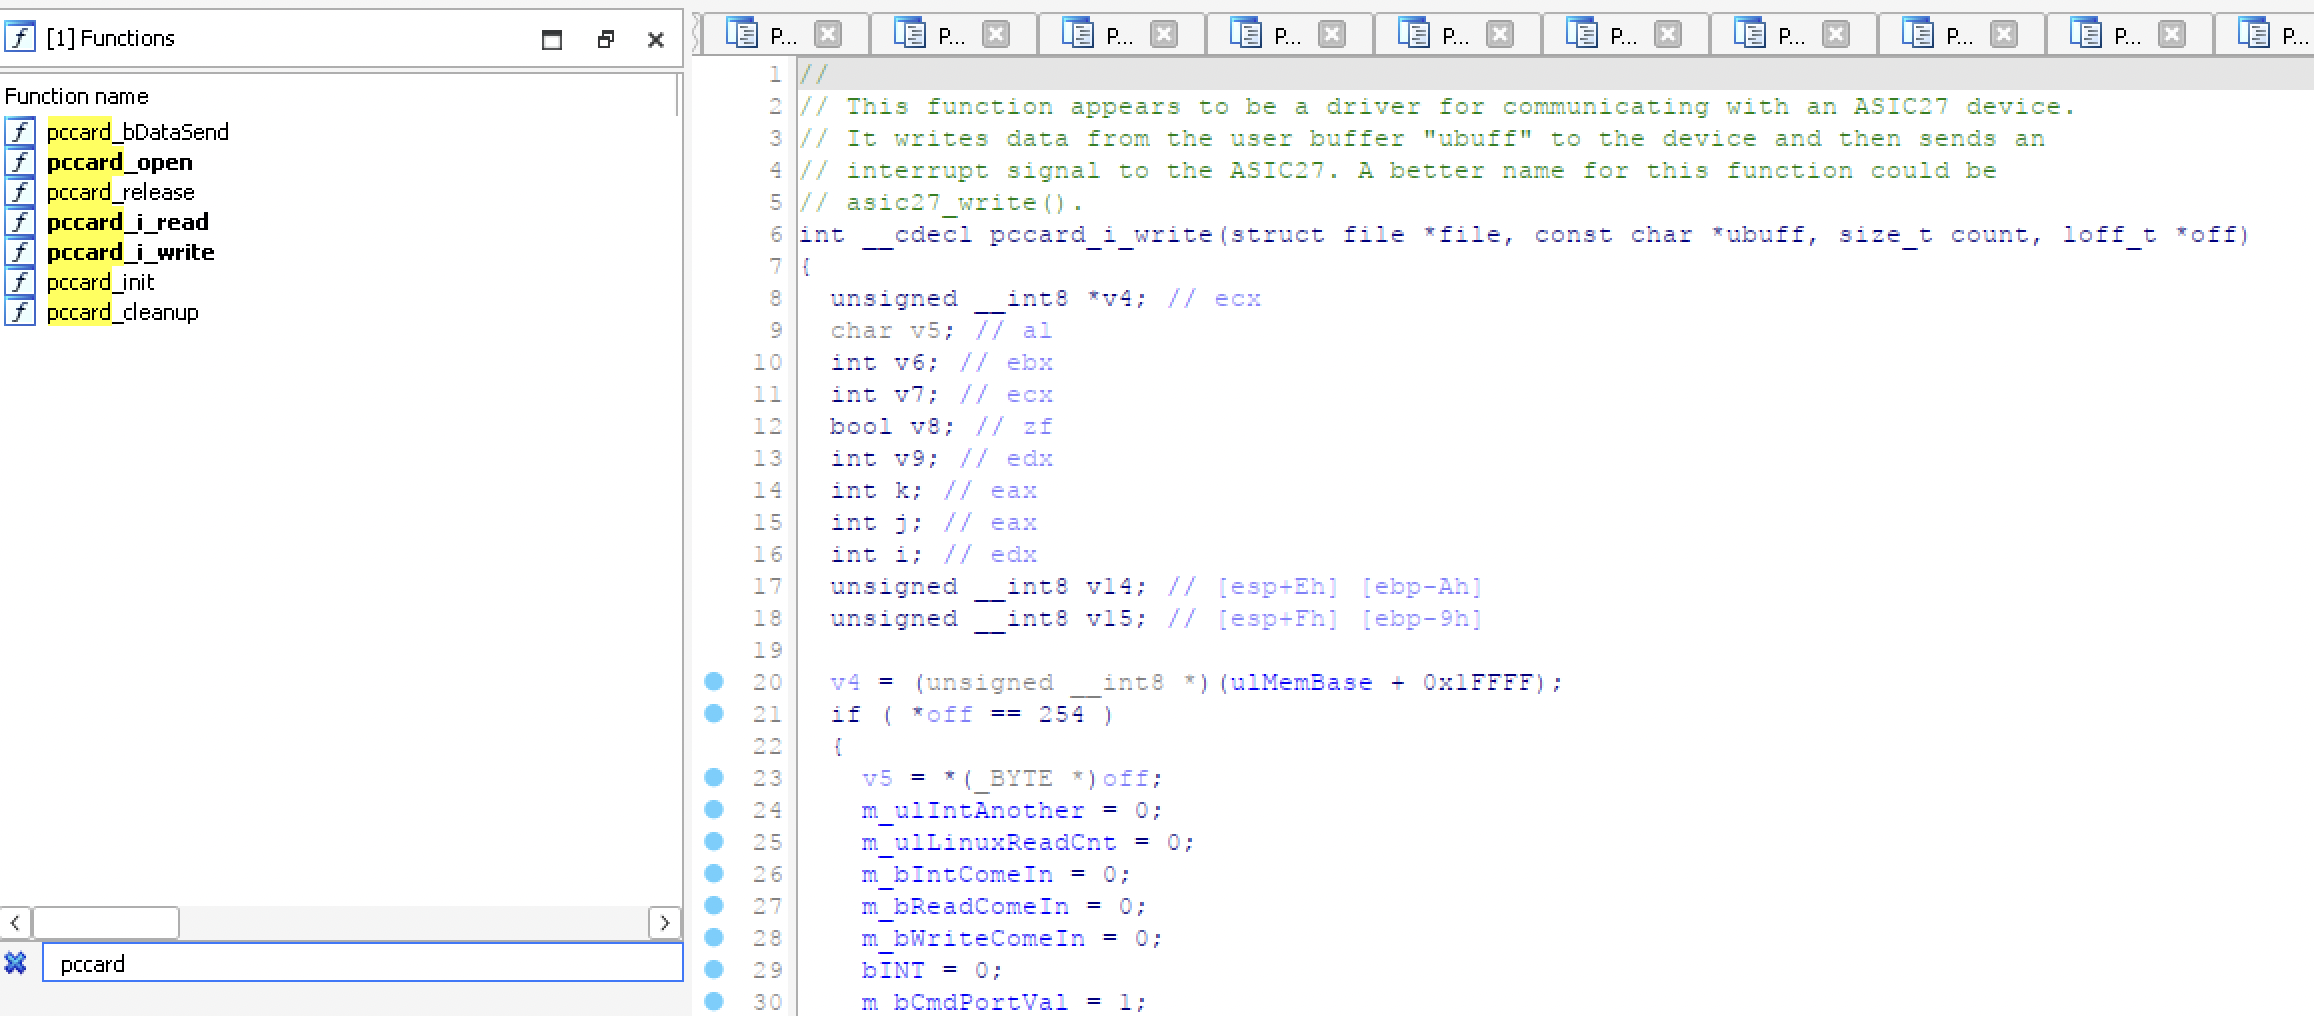 [1] Functions
Function name
pccard_bDataSend
pccard_open
pccard_release
pccard_i_read
pccard_i_write
pccard_init
pccard_cleanup
pccard
P... P... P... P... P... P... P... P... P... P...
1 //
2 // This function appears to be a driver for communicating with an ASIC27 device.
3 // It writes data from the user buffer "ubuff" to the device and then sends an
4 // interrupt signal to the ASIC27. A better name for this function could be
5 // asic27_write().
6 int __cdecl pccard_i_write(struct file *file, const char *ubuff, size_t count, loff_t *off)
7 {
8 unsigned __int8 *v4; // ecx
9 char v5; // al
10 int v6; // ebx
11 int v7; // ecx
12 bool v8; // zf
13 int v9; // edx
14 int k; // eax
15 int j; // eax
16 int i; // edx
17 unsigned __int8 v14; // [esp+Eh] [ebp-Ah]
18 unsigned __int8 v15; // [esp+Fh] [ebp-9h]
19
20 v4 = (unsigned __int8 *)(ulMemBase + 0x1FFFF);
21 if ( *off == 254 )
22 {
23 v5 = *(_BYTE *)off;
24 m_ulIntAnother = 0;
25 m_ulLinuxReadCnt = 0;
26 m_bIntComeIn = 0;
27 m_bReadComeIn = 0;
28 m_bWriteComeIn = 0;
29 bINT = 0;
30 m_bCmdPortVal = 1;